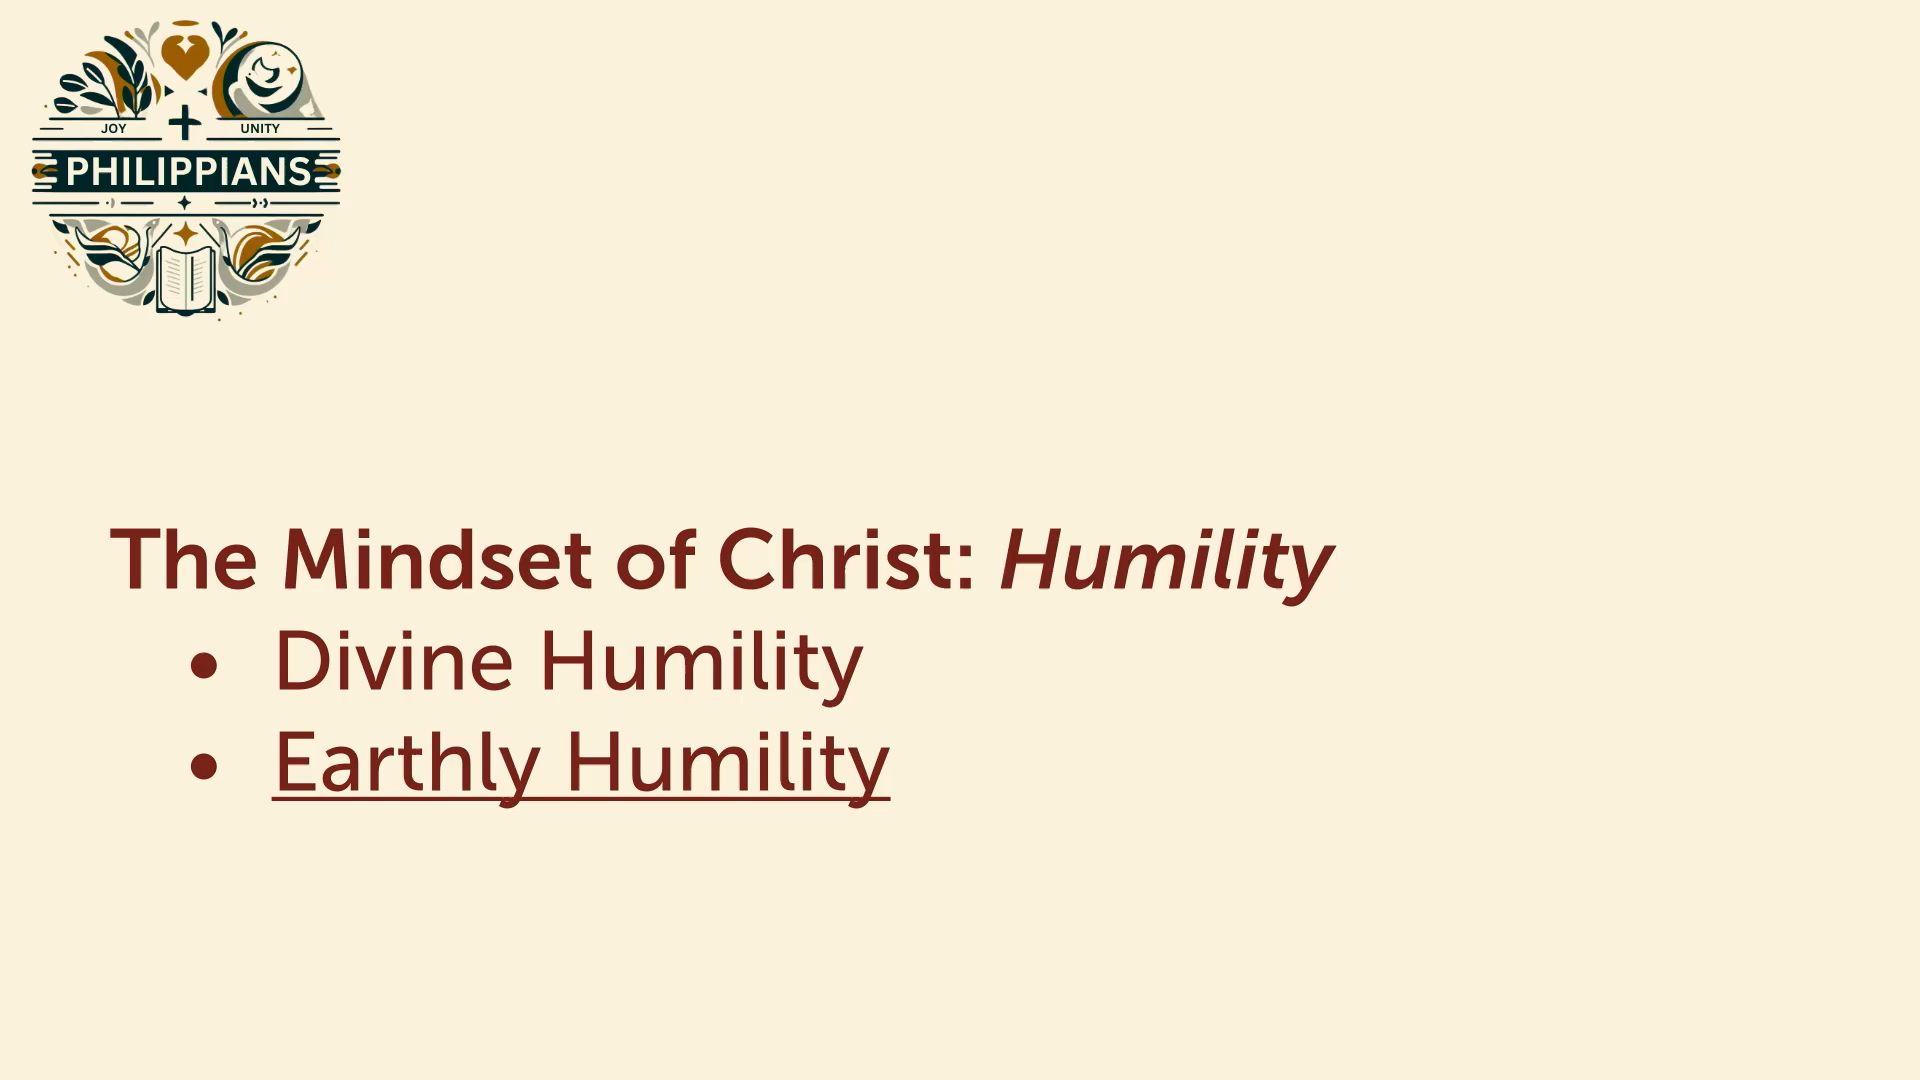 JOY
UNITY
PHILIPPIANS
The Mindset of Christ: Humility
• Divine Humility
• Earthly Humility